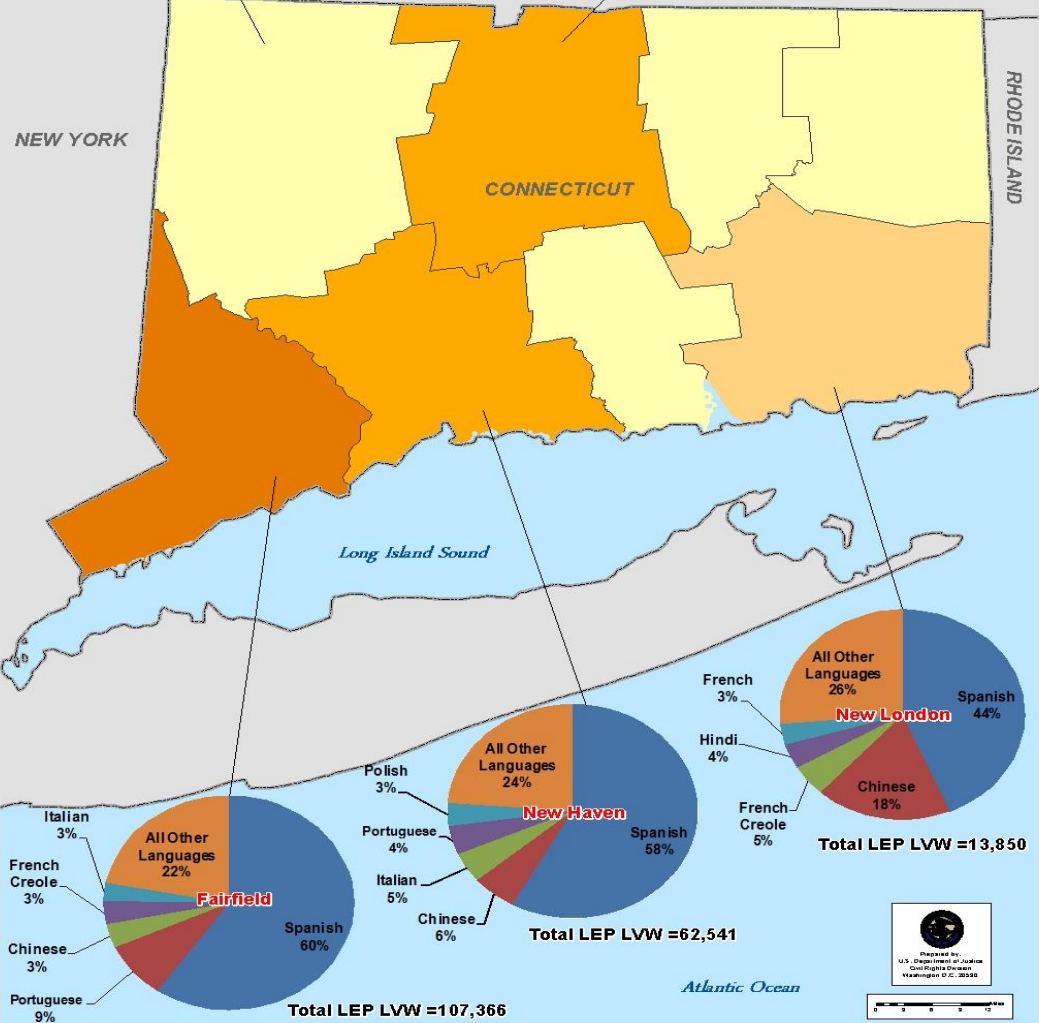 NEW YORK
CONNECTICUT
RHODE ISLAND
Long Island Sound
All Other
Languages
26%
Spanish
44%
New London
French
3%
Hindi
4%
French
Creole
5%
Chinese
18%
Total LEP LVW =13,850
All Other
Languages
24%
Polish
3%
New Haven
Portuguese
4%
Spanish
58%
Italian
5%
Chinese
6%
Total LEP LVW =62,541
Italian
3%
All Other
Languages
22%
French
Creole
3%
Fairfield
Spanish
60%
Chinese
3%
Portuguese
9%
Total LEP LVW =107,366
Atlantic Ocean
Prepared by:
U.S. Department of Justice
Civil Rights Division
Washington D.C. 20530